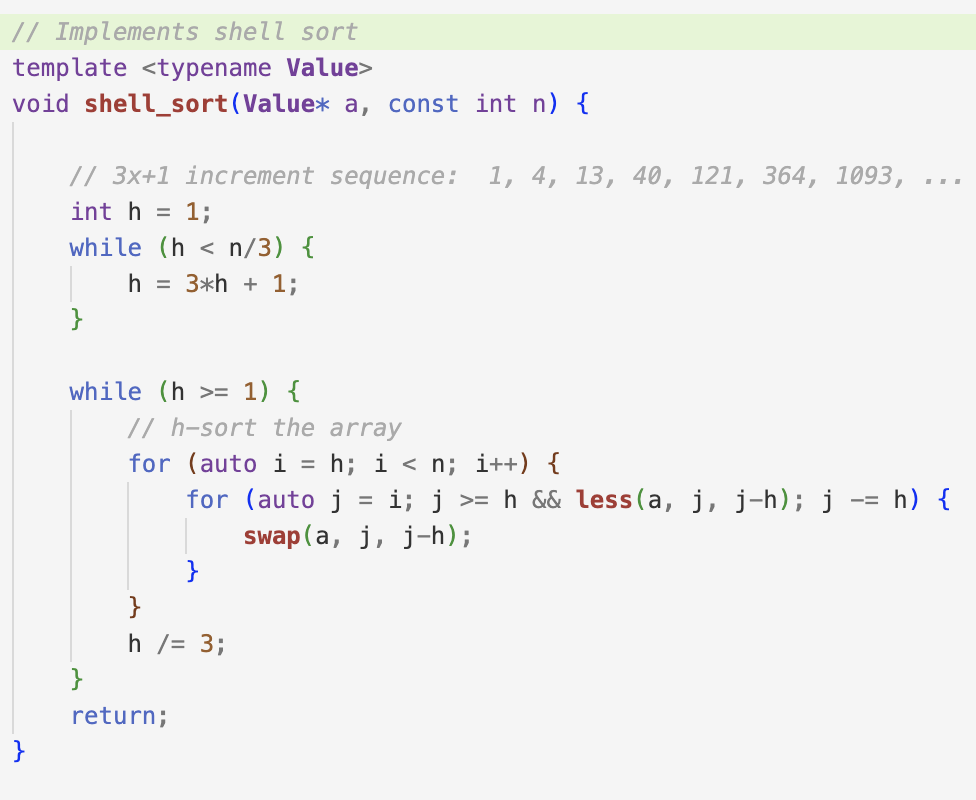 // Implements shell sort
template <typename Value>
void shell_sort(Value* a, const int n) {
// 3x+1 increment sequence:  1, 4, 13, 40, 121, 364, 1093, ...
int h = 1;
while (h < n/3) {
h = 3*h + 1;
}
while (h >= 1) {
// h-sort the array
for (auto i = h; i < n; i++) {
for (auto j = i; j >= h && less(a, j, j-h); j -= h) {
swap(a, j, j-h);
}
}
h /= 3;
}
return;
}